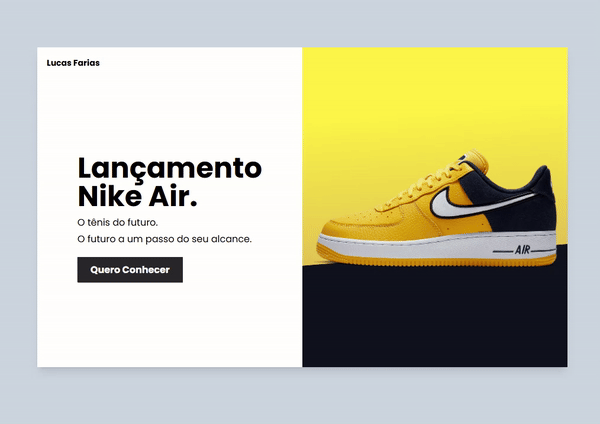 Lucas Farias
Lançamento
Nike Air.
O tênis do futuro.
O futuro a um passo do seu alcance.
Quero Conhecer
AIR